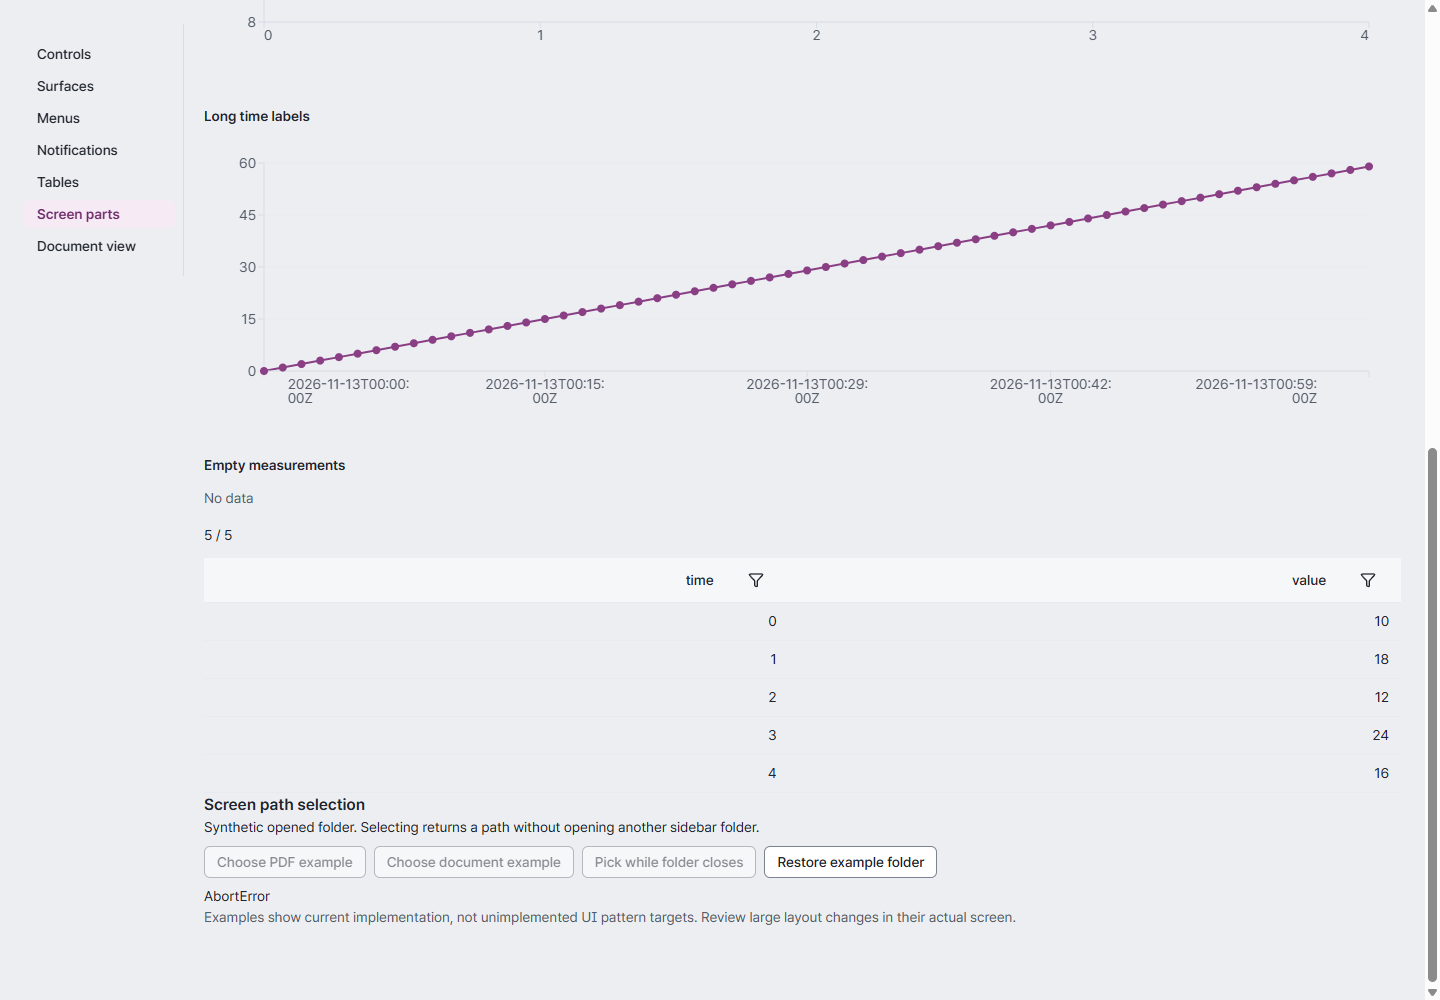 Controls
Surfaces
Menus
Notifications
Tables
Screen parts
Document view
8
0 1 2 3 4
Long time labels
60
45
30
15
0
2026-11-13T00:00:
00Z
2026-11-13T00:15:
00Z
2026-11-13T00:29:
00Z
2026-11-13T00:42:
00Z
2026-11-13T00:59:
00Z
Empty measurements
No data
5 / 5
time value
0 10
1 18
2 12
3 24
4 16
Screen path selection
Synthetic opened folder. Selecting returns a path without opening another sidebar folder.
Choose PDF example Choose document example Pick while folder closes Restore example folder
AbortError
Examples show current implementation, not unimplemented UI pattern targets. Review large layout changes in their actual screen.